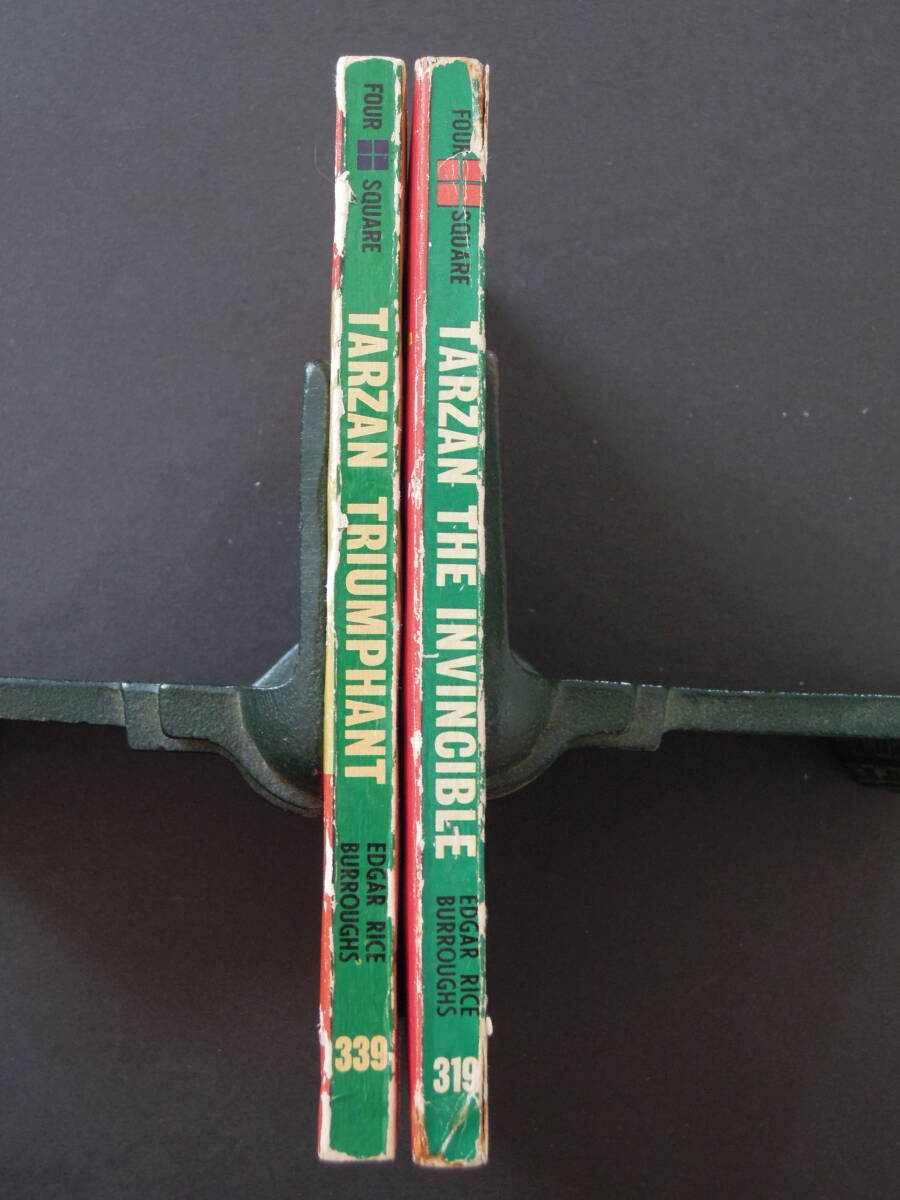 FOUR SQUARE
TARZAN TRIUMPHANT
EDGAR RICE
BURROUGHS
339
FOUR SQUARE
TARZAN THE INVINCIBLE
EDGAR RICE
BURROUGHS
319